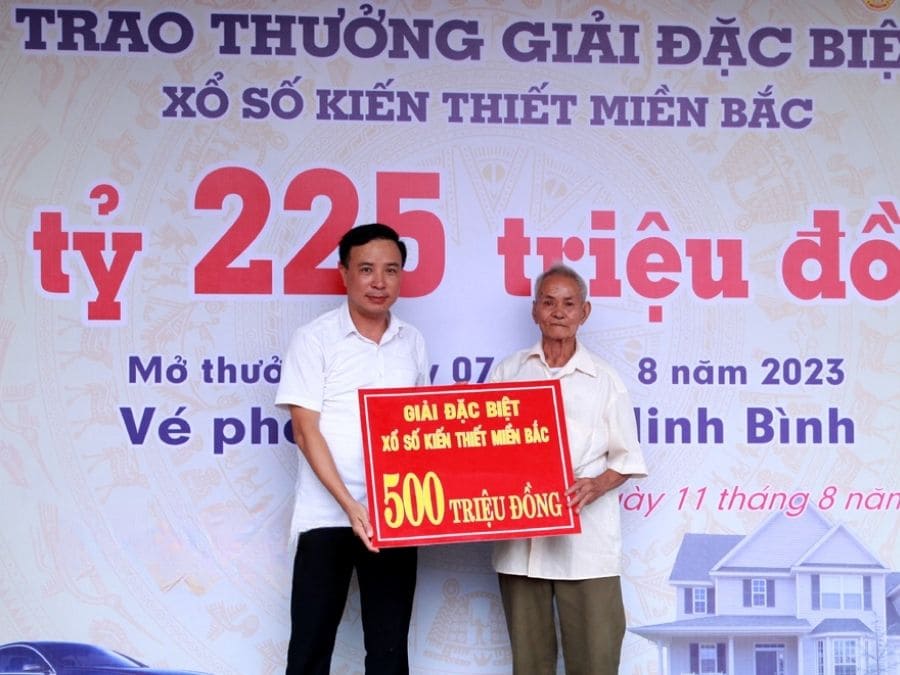 TRAO THƯỞNG GIẢI ĐẶC BIỆ
XỔ SỐ KIẾN THIẾT MIỀN BẮC
tỷ 225 triệu đồ
Mở thưở y 07 8 năm 2023
Vé ph Ninh Bình
gày 11 tháng 8 năm
GIẢI ĐẶC BIỆT
XỔ SỐ KIẾN THIẾT MIỀN BẮC
500 TRIỆU ĐỒNG